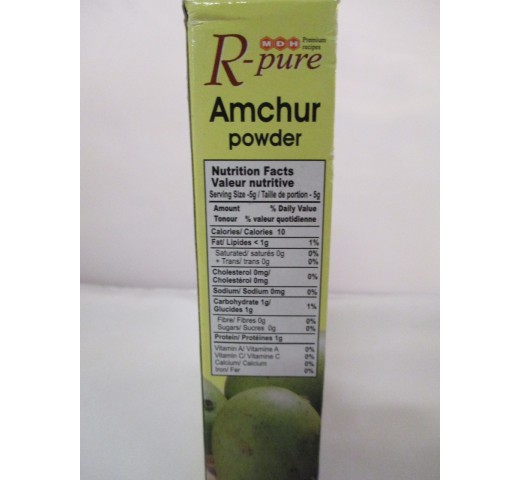 MDH Premium
recipes
R-pure
Amchur
powder
Nutrition Facts
Valeur nutritive
Serving Size -5g / Taille de portion - 5g
Amount % Daily Value
Tonour % valeur quotidienne
Calories/ Calories 10
Fat/ Lipides < 1g 1%
Saturated/ saturés 0g 0%
+ Trans/ trans 0g 0%
Cholesterol 0mg/
Cholestérol 0mg 0%
Sodium/ Sodium 0mg 0%
Carbohydrate 1g/
Glucides 1g 1%
Fibre/ Fibres 0g 0%
Sugars/ Sucres 0g 0%
Protein/ Protéines 1g
Vitamin A/ Vitamine A 0%
Vitamin C/ Vitamine C 0%
Calcium/ Calcium 0%
Iron/ Fer 0%